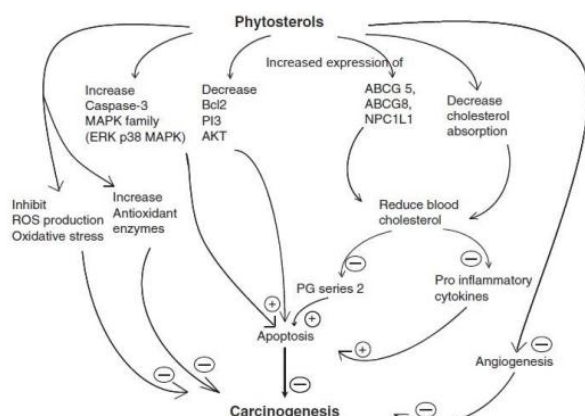 Phytosterols
Increase
Caspase-3
MAPK family
(ERK p38 MAPK)
Decrease
Bcl2
PI3
AKT
Increased expression of
ABCG 5,
ABCG8,
NPC1L1
Decrease
cholesterol
absorption
Inhibit
ROS production
Oxidative stress
Increase
Antioxidant
enzymes
Reduce blood
cholesterol
PG series 2
Pro inflammatory
cytokines
Apoptosis
Angiogenesis
Carcinogenesis